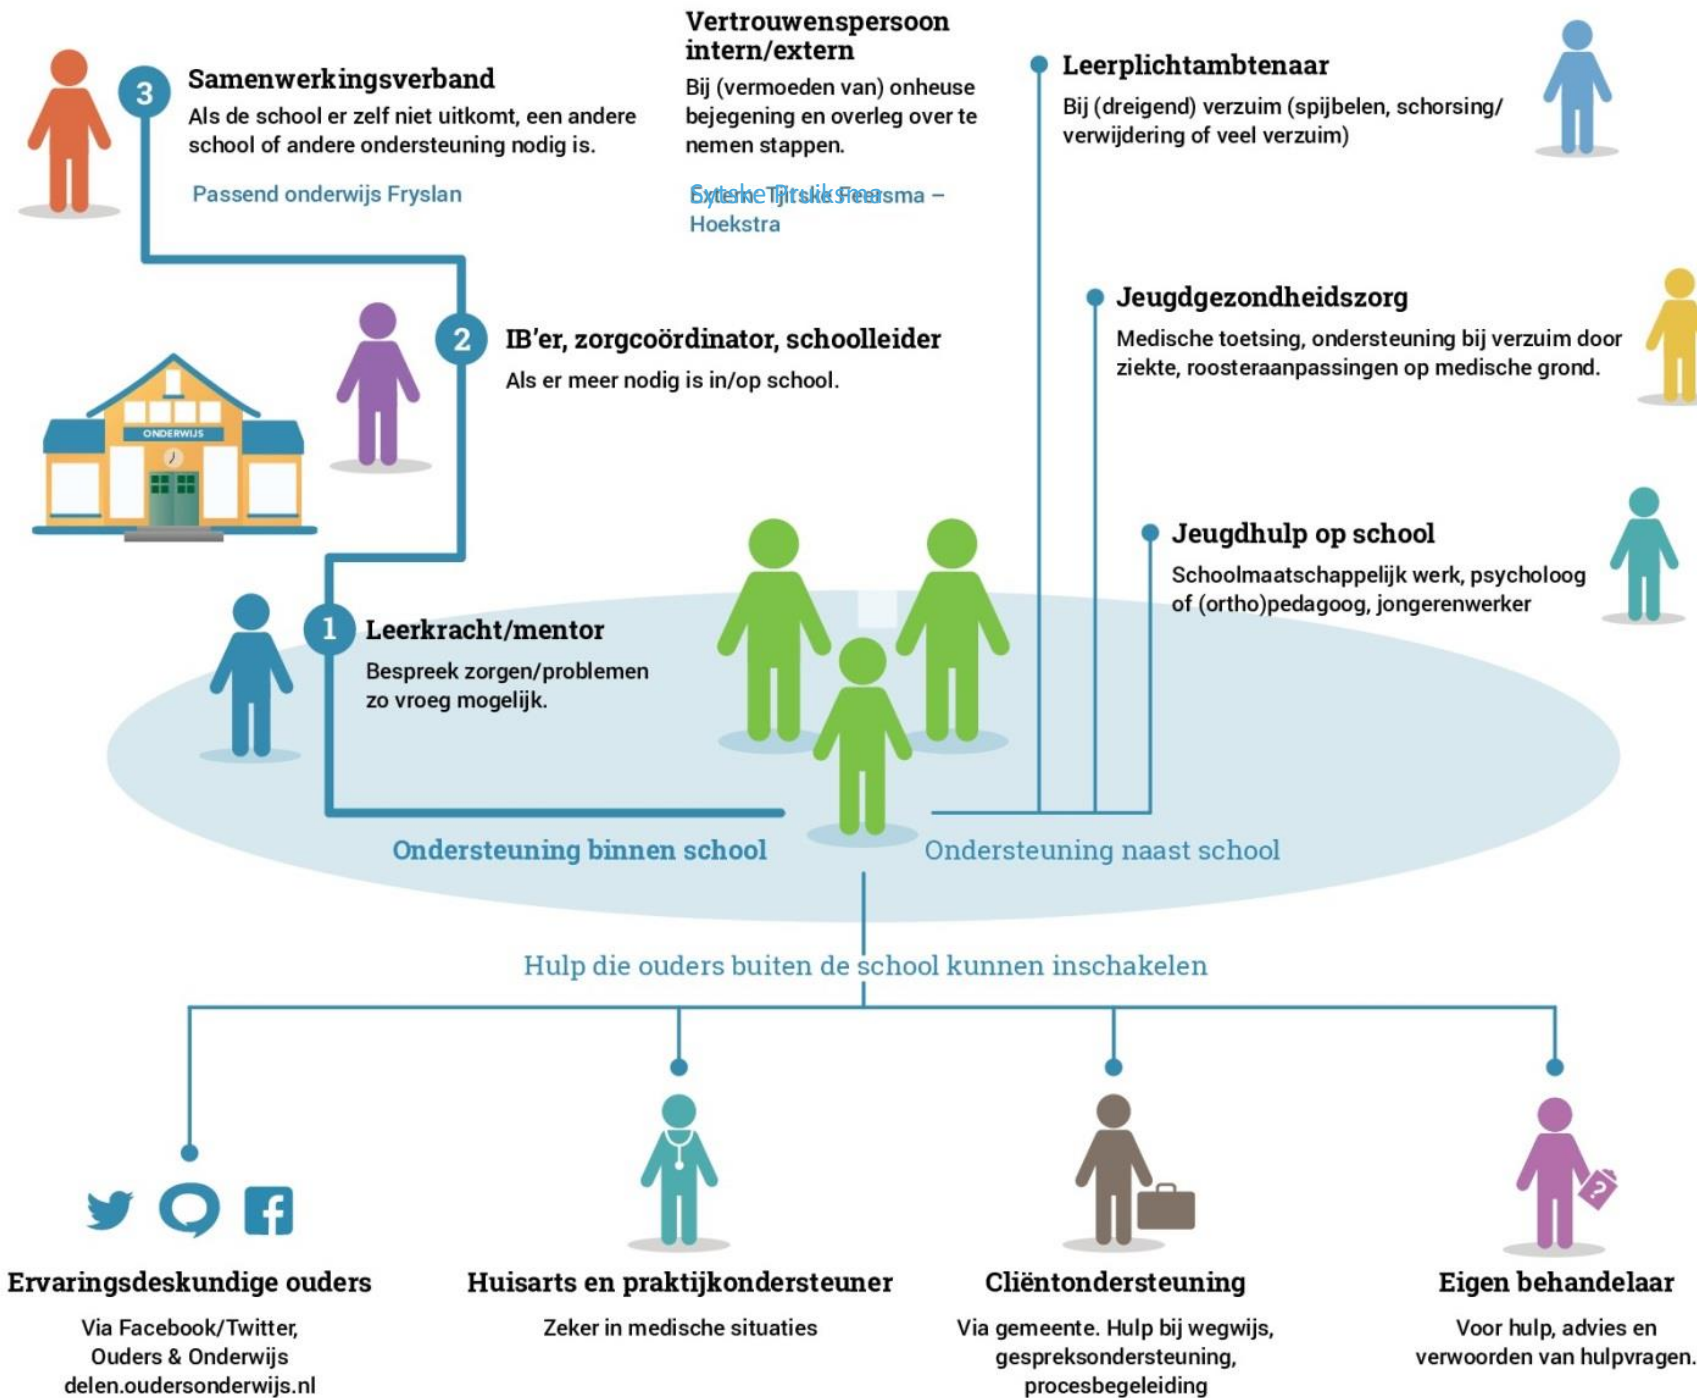 3
Samenwerkingsverband
Als de school er zelf niet uitkomt, een andere
school of andere ondersteuning nodig is.
Passend onderwijs Fryslan
Vertrouwenspersoon
intern/extern
Bij (vermoeden van) onheuse
bejegening en overleg over te
nemen stappen.
Hoekstra
Leerplichtambtenaar
Bij (dreigend) verzuim (spijbelen, schorsing/
verwijdering of veel verzuim)
2
IB'er, zorgcoördinator, schoolleider
Als er meer nodig is in/op school.
Jeugdgezondheidszorg
Medische toetsing, ondersteuning bij verzuim door
ziekte, roosteraanpassingen op medische grond.
ONDERWIJS
Jeugdhulp op school
Schoolmaatschappelijk werk, psycholoog
of (ortho)pedagoog, jongerenwerker
1
Leerkracht/mentor
Bespreek zorgen/problemen
zo vroeg mogelijk.
Ondersteuning binnen school
Ondersteuning naast school
Hulp die ouders buiten de school kunnen inschakelen
?
Ervaringsdeskundige ouders
Via Facebook/Twitter,
Ouders & Onderwijs
delen.oudersonderwijs.nl
Huisarts en praktijkondersteuner
Zeker in medische situaties
Cliëntondersteuning
Via gemeente. Hulp bij wegwijs,
gespreksondersteuning,
procesbegeleiding
Eigen behandelaar
Voor hulp, advies en
verwoorden van hulpvragen.